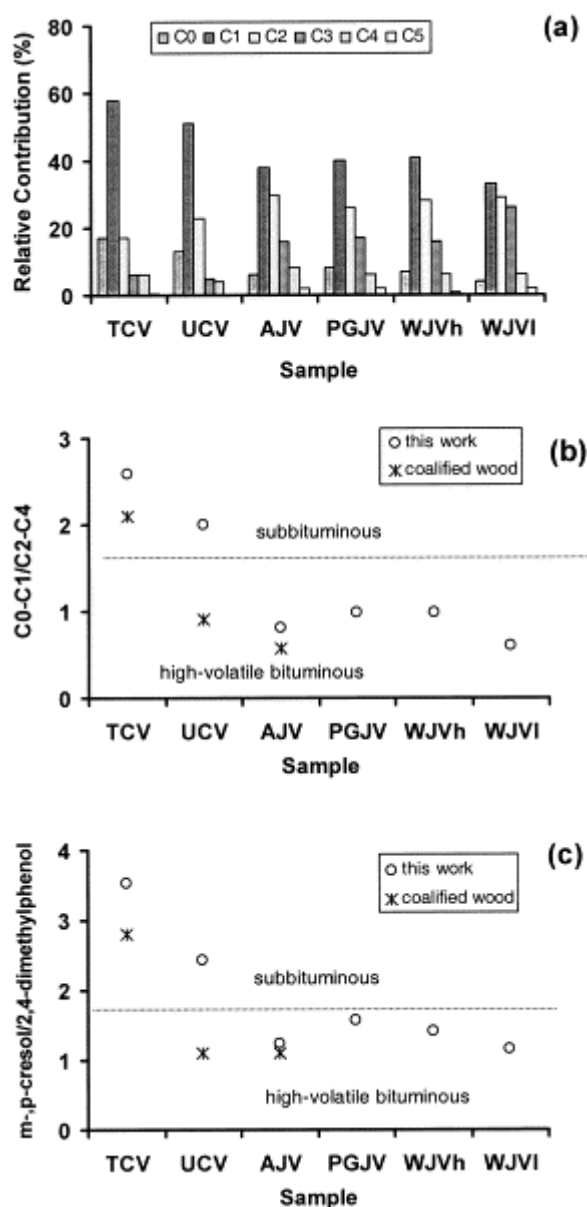 (a)
C0 C1 C2 C3 C4 C5
Relative Contribution (%)
80
60
40
20
0
TCV UCV AJV PGJV WJVh WJVl
Sample
(b)
this work
coalified wood
C0-C1/C2-C4
3
2
1
0
subbituminous
high-volatile bituminous
TCV UCV AJV PGJV WJVh WJVl
Sample
(c)
this work
coalified wood
m-,p-cresol/2,4-dimethylphenol
4
3
2
1
0
subbituminous
high-volatile bituminous
TCV UCV AJV PGJV WJVh WJVl
Sample